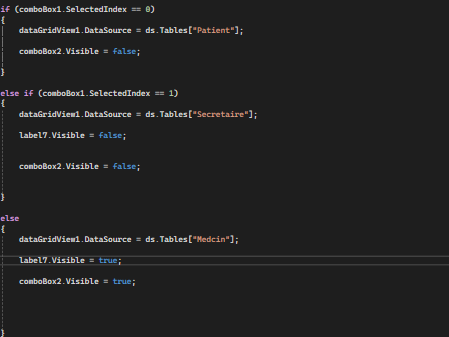 if (comboBox1.SelectedIndex == 0)
{
dataGridView1.DataSource = ds.Tables["Patient"];
comboBox2.Visible = false;
}
else if (comboBox1.SelectedIndex == 1)
{
dataGridView1.DataSource = ds.Tables["Secretaire"];
label7.Visible = false;
comboBox2.Visible = false;
}
else
{
dataGridView1.DataSource = ds.Tables["Medcin"];
label7.Visible = true;
comboBox2.Visible = true;
}